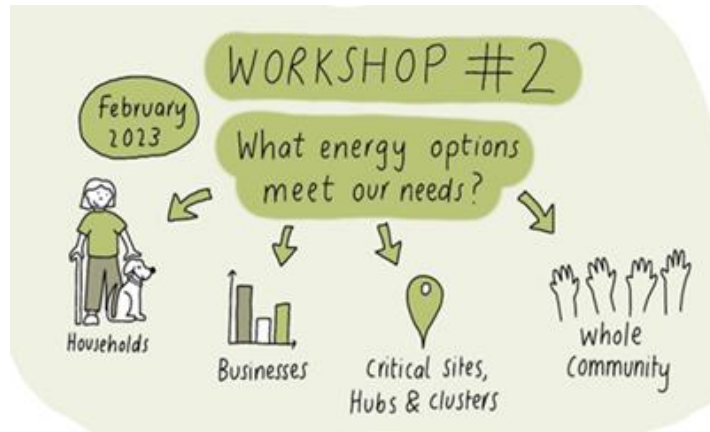 WORKSHOP #2
February
2023
What energy options
meet our needs?
Households
Businesses
Critical Sites,
Hubs & clusters
Whole
Community